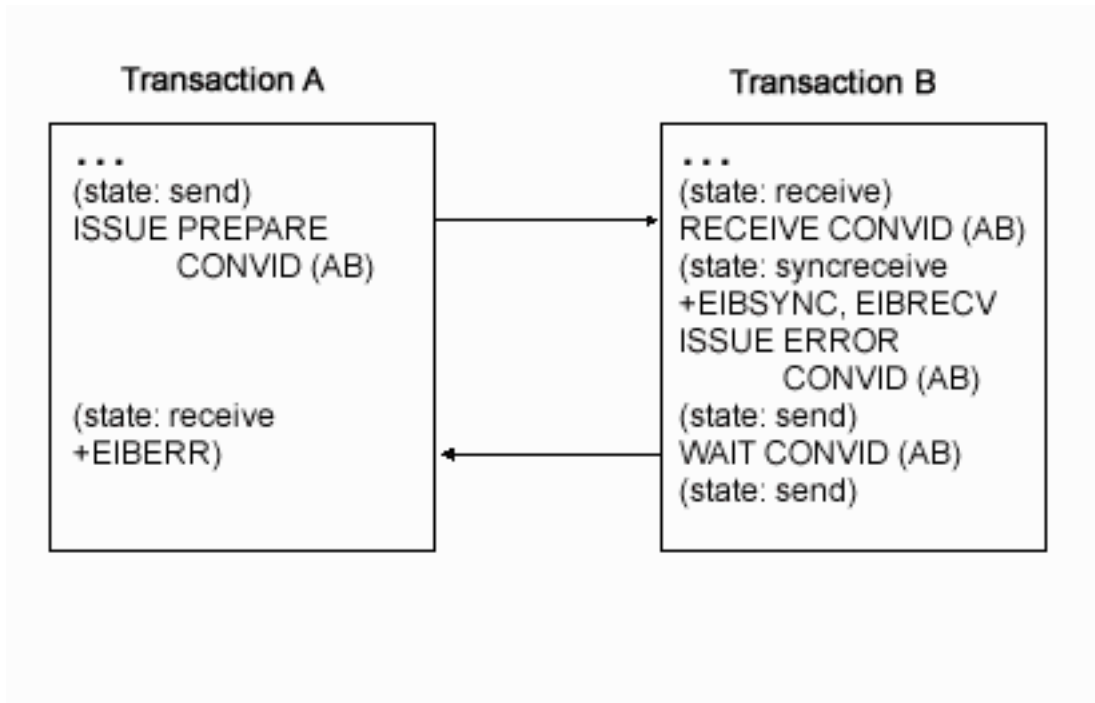 Transaction A
...
(state: send)
ISSUE PREPARE
CONVID (AB)
(state: receive
+EIBERR)
Transaction B
...
(state: receive)
RECEIVE CONVID (AB)
(state: syncreceive
+EIBSYNC, EIBRECV
ISSUE ERROR
CONVID (AB)
(state: send)
WAIT CONVID (AB)
(state: send)